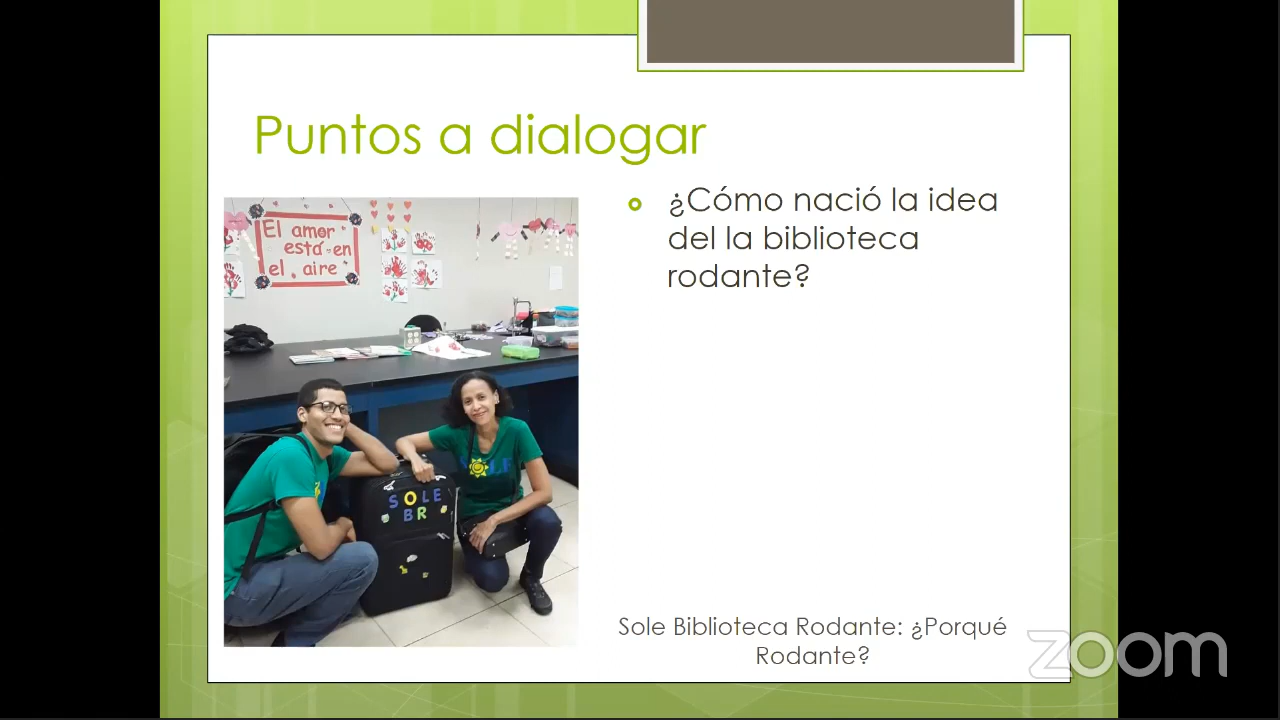 Puntos a dialogar
El amor
está en
el aire
SOLE
BR
SOLE
¿Cómo nació la idea
del la biblioteca
rodante?
Sole Biblioteca Rodante: ¿Porqué
Rodante?
zoom